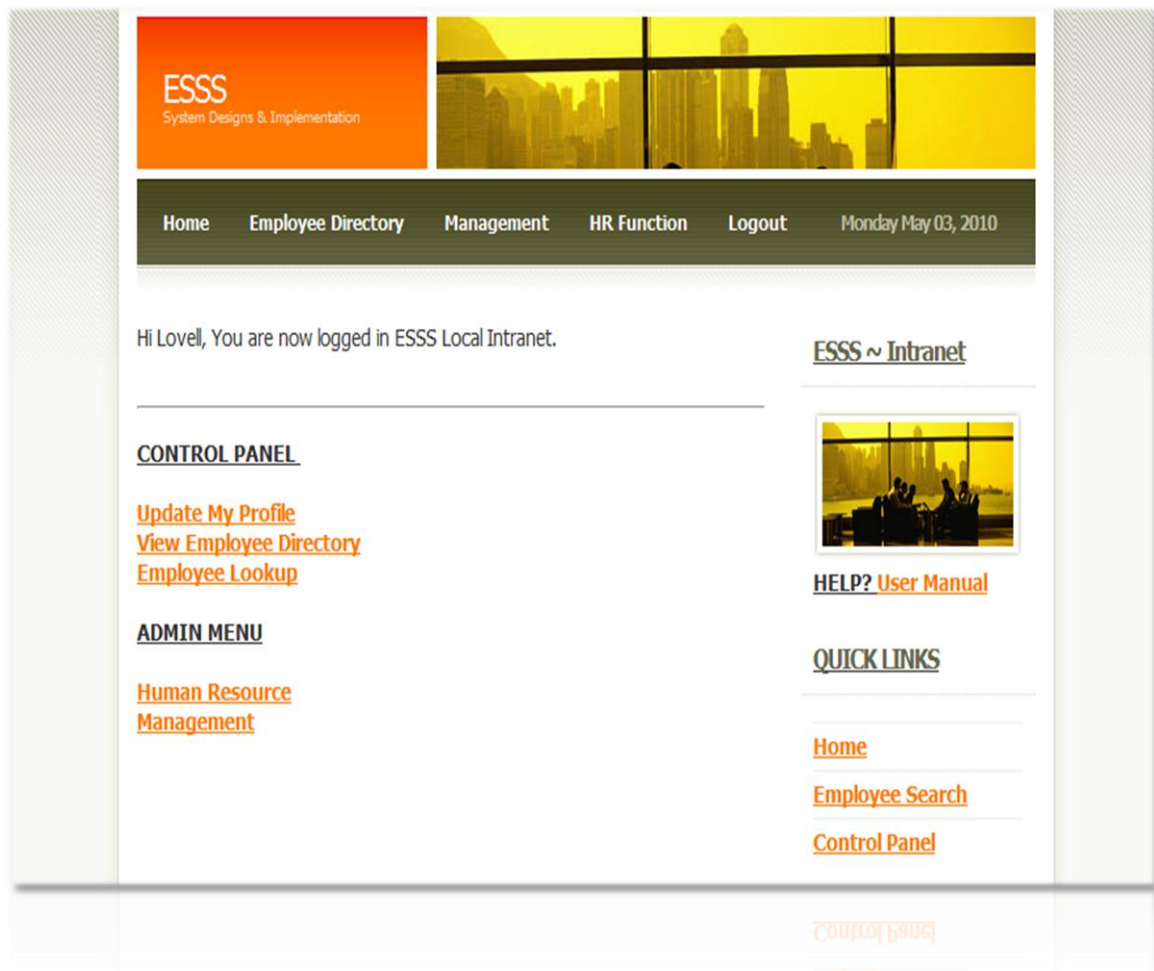 ESSS
System Designs & Implementation
Home Employee Directory Management HR Function Logout Monday May 03, 2010
Hi Lovell, You are now logged in ESSS Local Intranet.
CONTROL PANEL
Update My Profile
View Employee Directory
Employee Lookup
ADMIN MENU
Human Resource
Management
ESSS ~ Intranet
HELP? User Manual
QUICK LINKS
Home
Employee Search
Control Panel